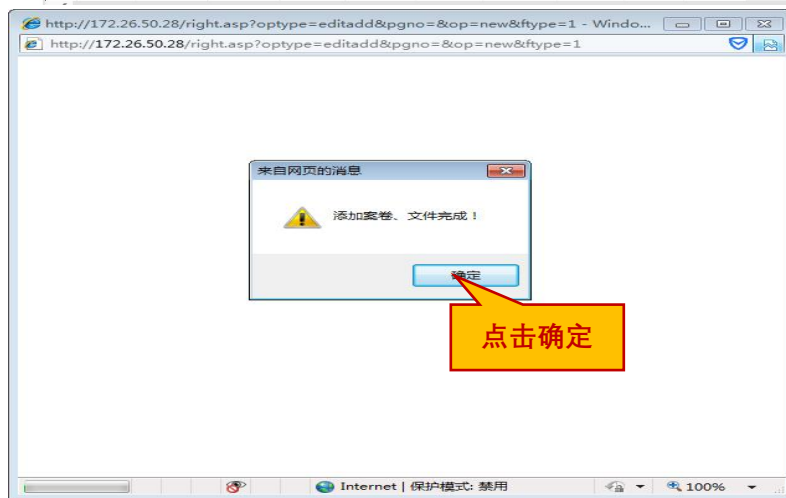 http://172.26.50.28/right.asp?optype=editadd&pgno=&op=new&ftype=1 - Windo...
http://172.26.50.28/right.asp?optype=editadd&pgno=&op=new&ftype=1
来自网页的消息
添加案卷、文件完成！
确定
点击确定
Internet | 保护模式: 禁用
100%